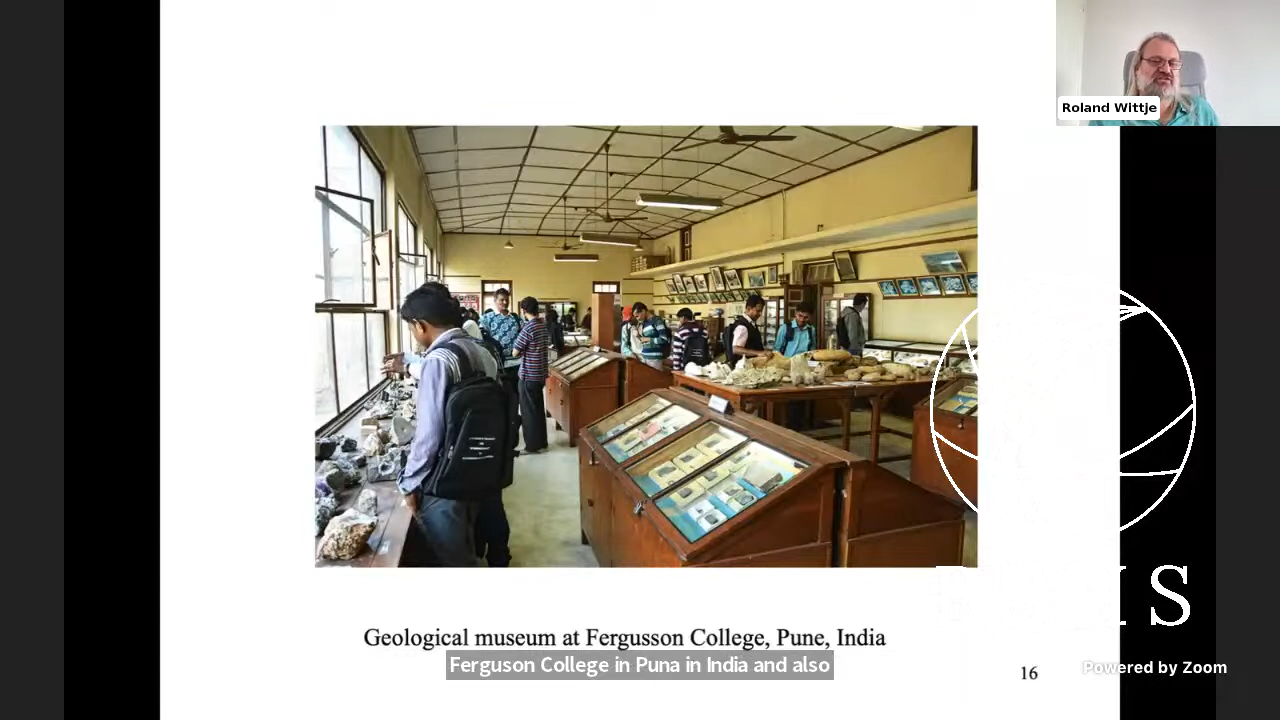 Roland Wittje
Geological museum at Fergusson College, Pune, India
Ferguson College in Puna in India and also
16
Powered by Zoom